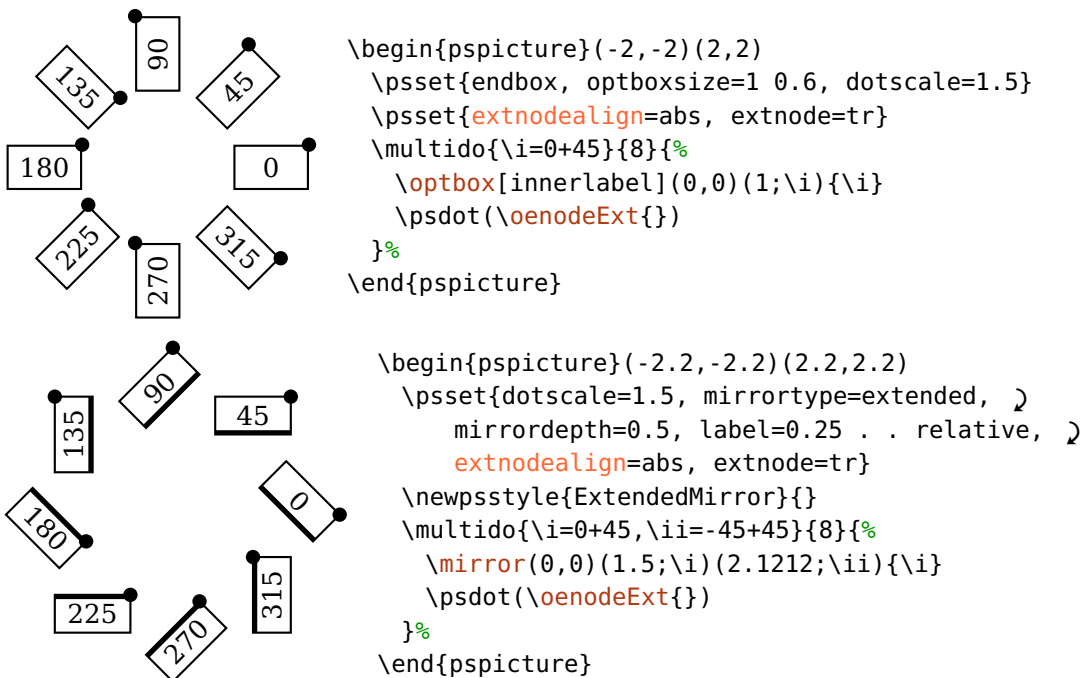 90
135
45
180
0
225
315
270
\begin{pspicture}(-2,-2)(2,2)
\psset{endbox, optboxsize=1 0.6, dotscale=1.5}
\psset{extnodealign=abs, extnode=tr}
\multido{\i=0+45}{8}{%
\optbox[innerlabel](0,0)(1;\i){\i}
\psdot(\oenodeExt{})
}%
\end{pspicture}
90
45
135
0
180
315
225
270
\begin{pspicture}(-2.2,-2.2)(2.2,2.2)
\psset{dotscale=1.5, mirrortype=extended,
mirrordepth=0.5, label=0.25 . . relative,
extnodealign=abs, extnode=tr}
\newpsstyle{ExtendedMirror}{}
\multido{\i=0+45,\ii=-45+45}{8}{%
\mirror(0,0)(1.5;\i)(2.1212;\ii){\i}
\psdot(\oenodeExt{})
}%
\end{pspicture}